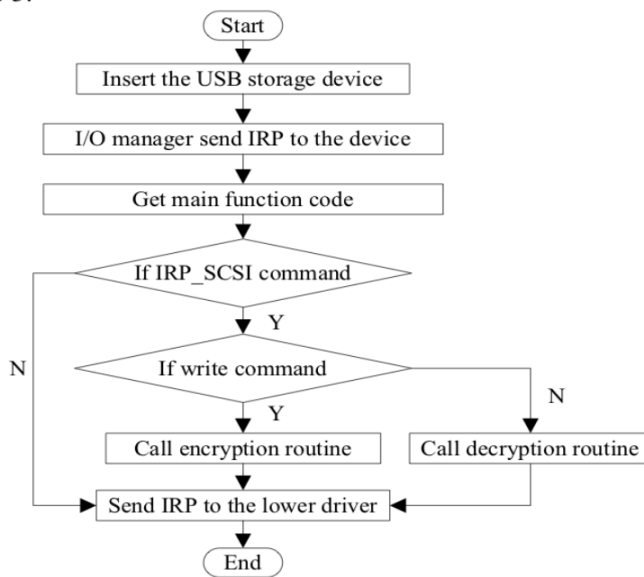 Start
Insert the USB storage device
I/O manager send IRP to the device
Get main function code
If IRP_SCSI command
Y
N
If write command
N
Y
Call encryption routine
Call decryption routine
Send IRP to the lower driver
End